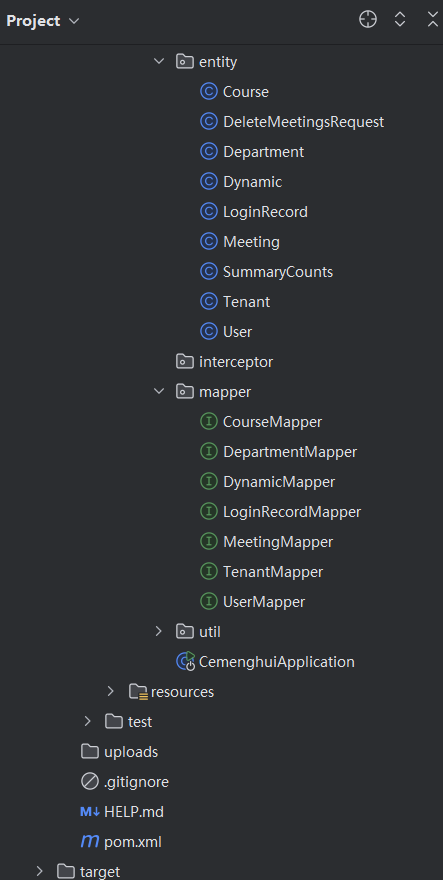 Project
entity
Course
DeleteMeetingsRequest
Department
Dynamic
LoginRecord
Meeting
SummaryCounts
Tenant
User
interceptor
mapper
CourseMapper
DepartmentMapper
DynamicMapper
LoginRecordMapper
MeetingMapper
TenantMapper
UserMapper
util
CemenghuiApplication
resources
test
uploads
.gitignore
M↓ HELP.md
m pom.xml
target